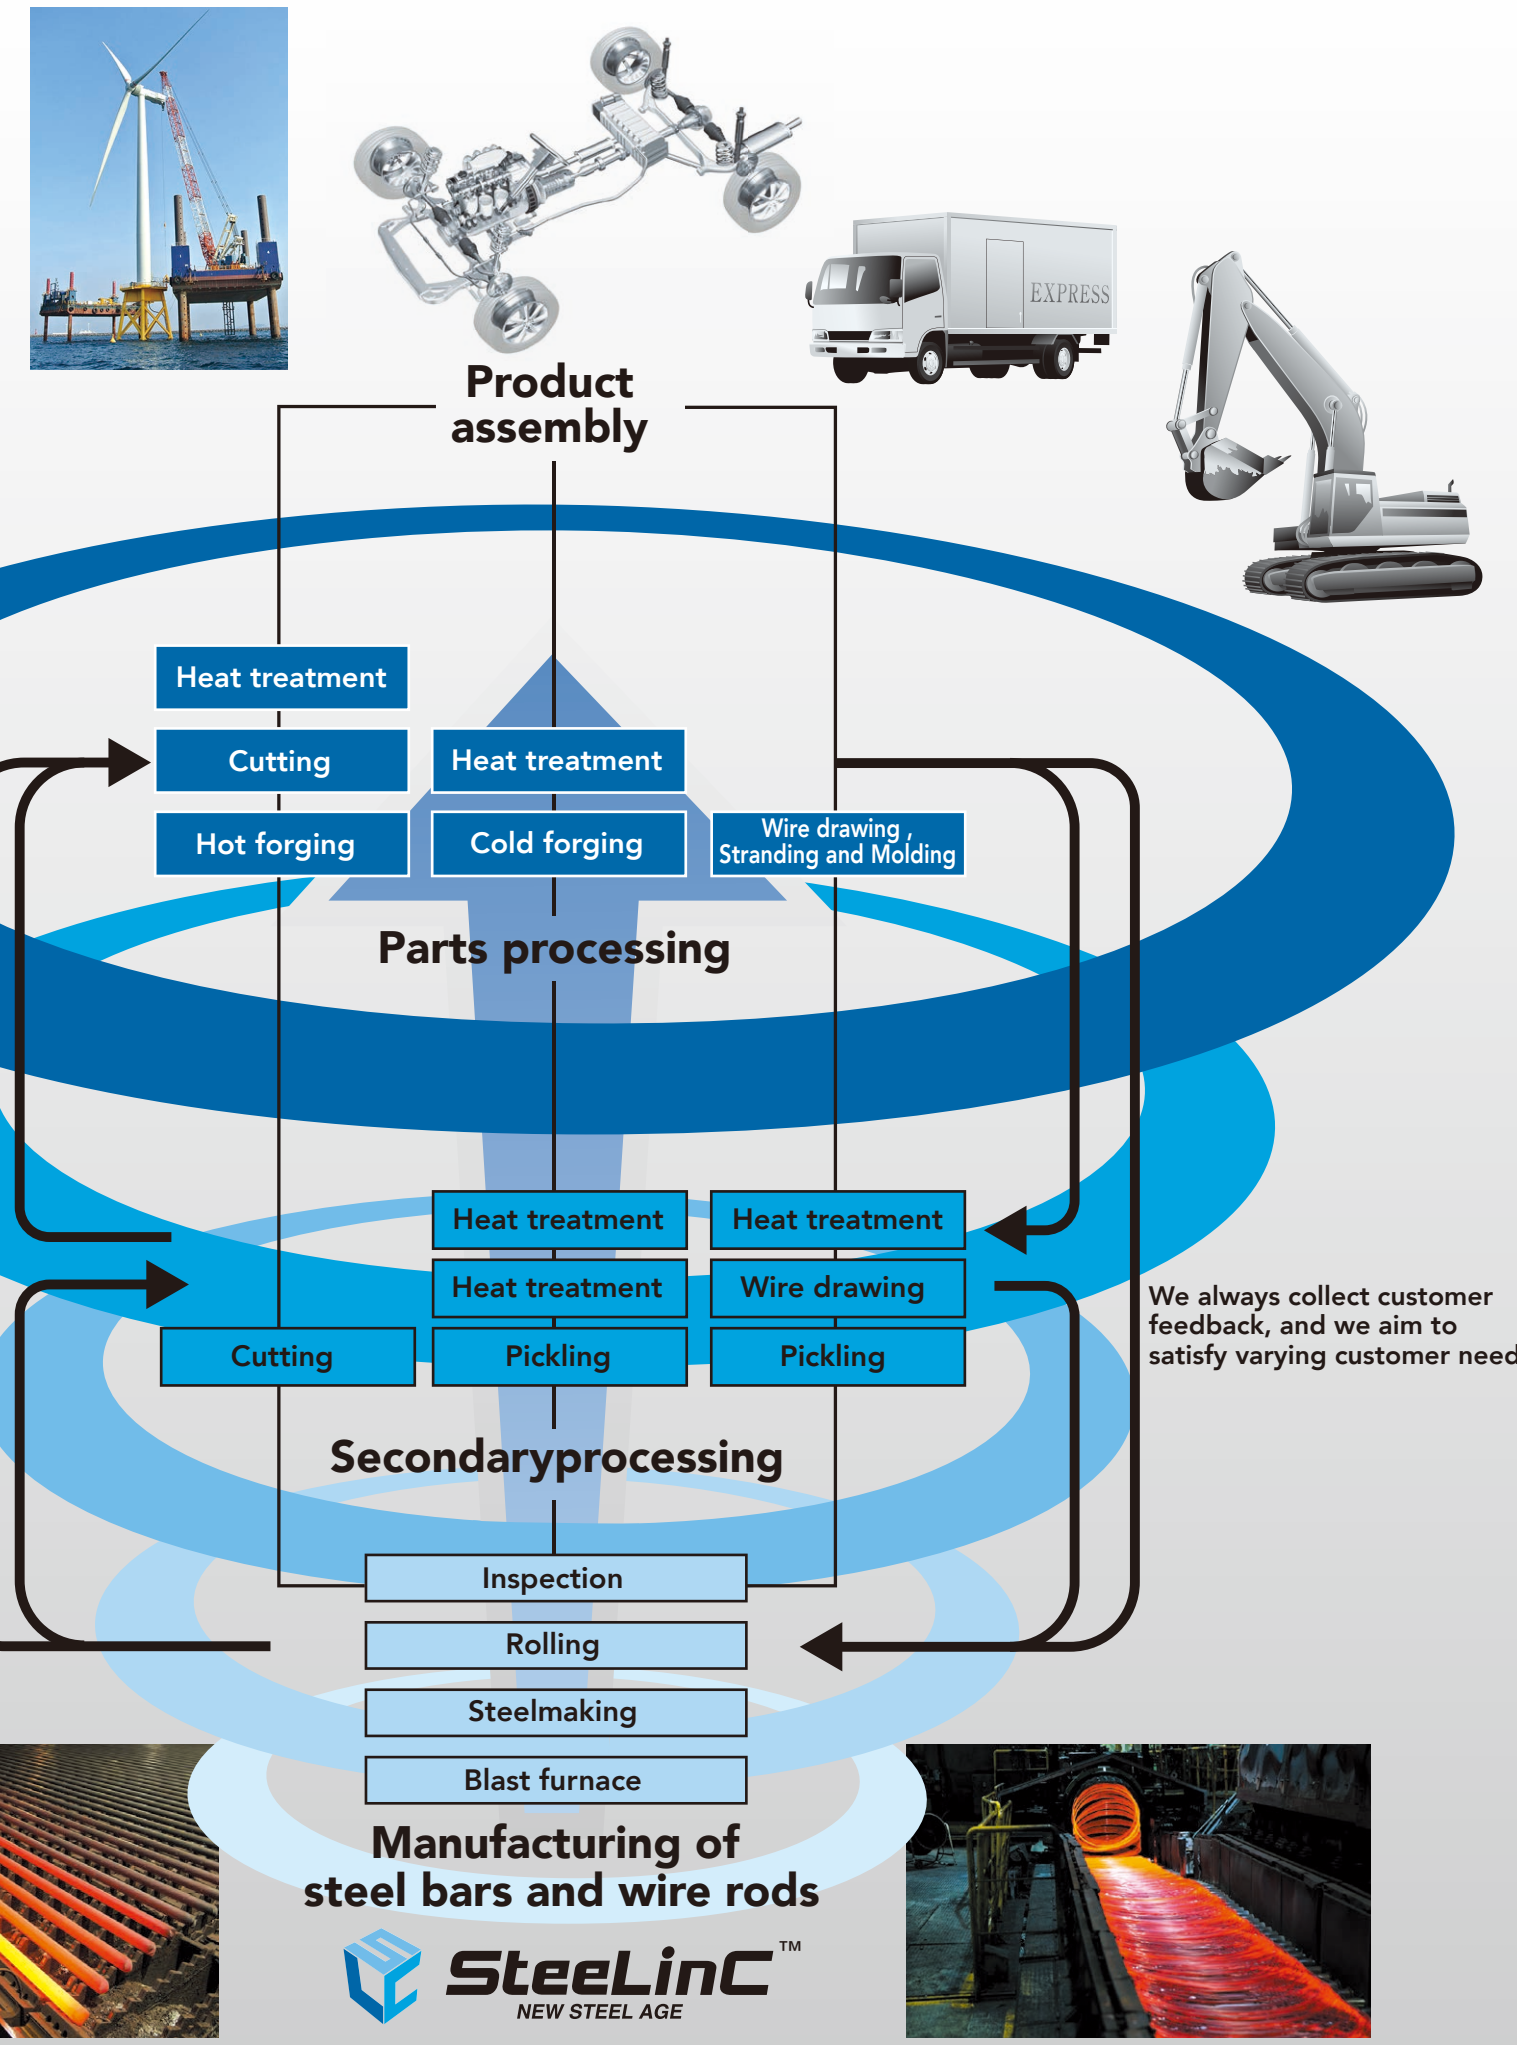 EXPRESS
Product
assembly
Heat treatment
Cutting
Heat treatment
Hot forging
Cold forging
Wire drawing ,
Stranding and Molding
Parts processing
Heat treatment
Heat treatment
Heat treatment
Wire drawing
We always collect customer
feedback, and we aim to
satisfy varying customer need
Cutting
Pickling
Pickling
Secondaryprocessing
Inspection
Rolling
Steelmaking
Blast furnace
Manufacturing of
steel bars and wire rods
SteeLinC™
NEW STEEL AGE